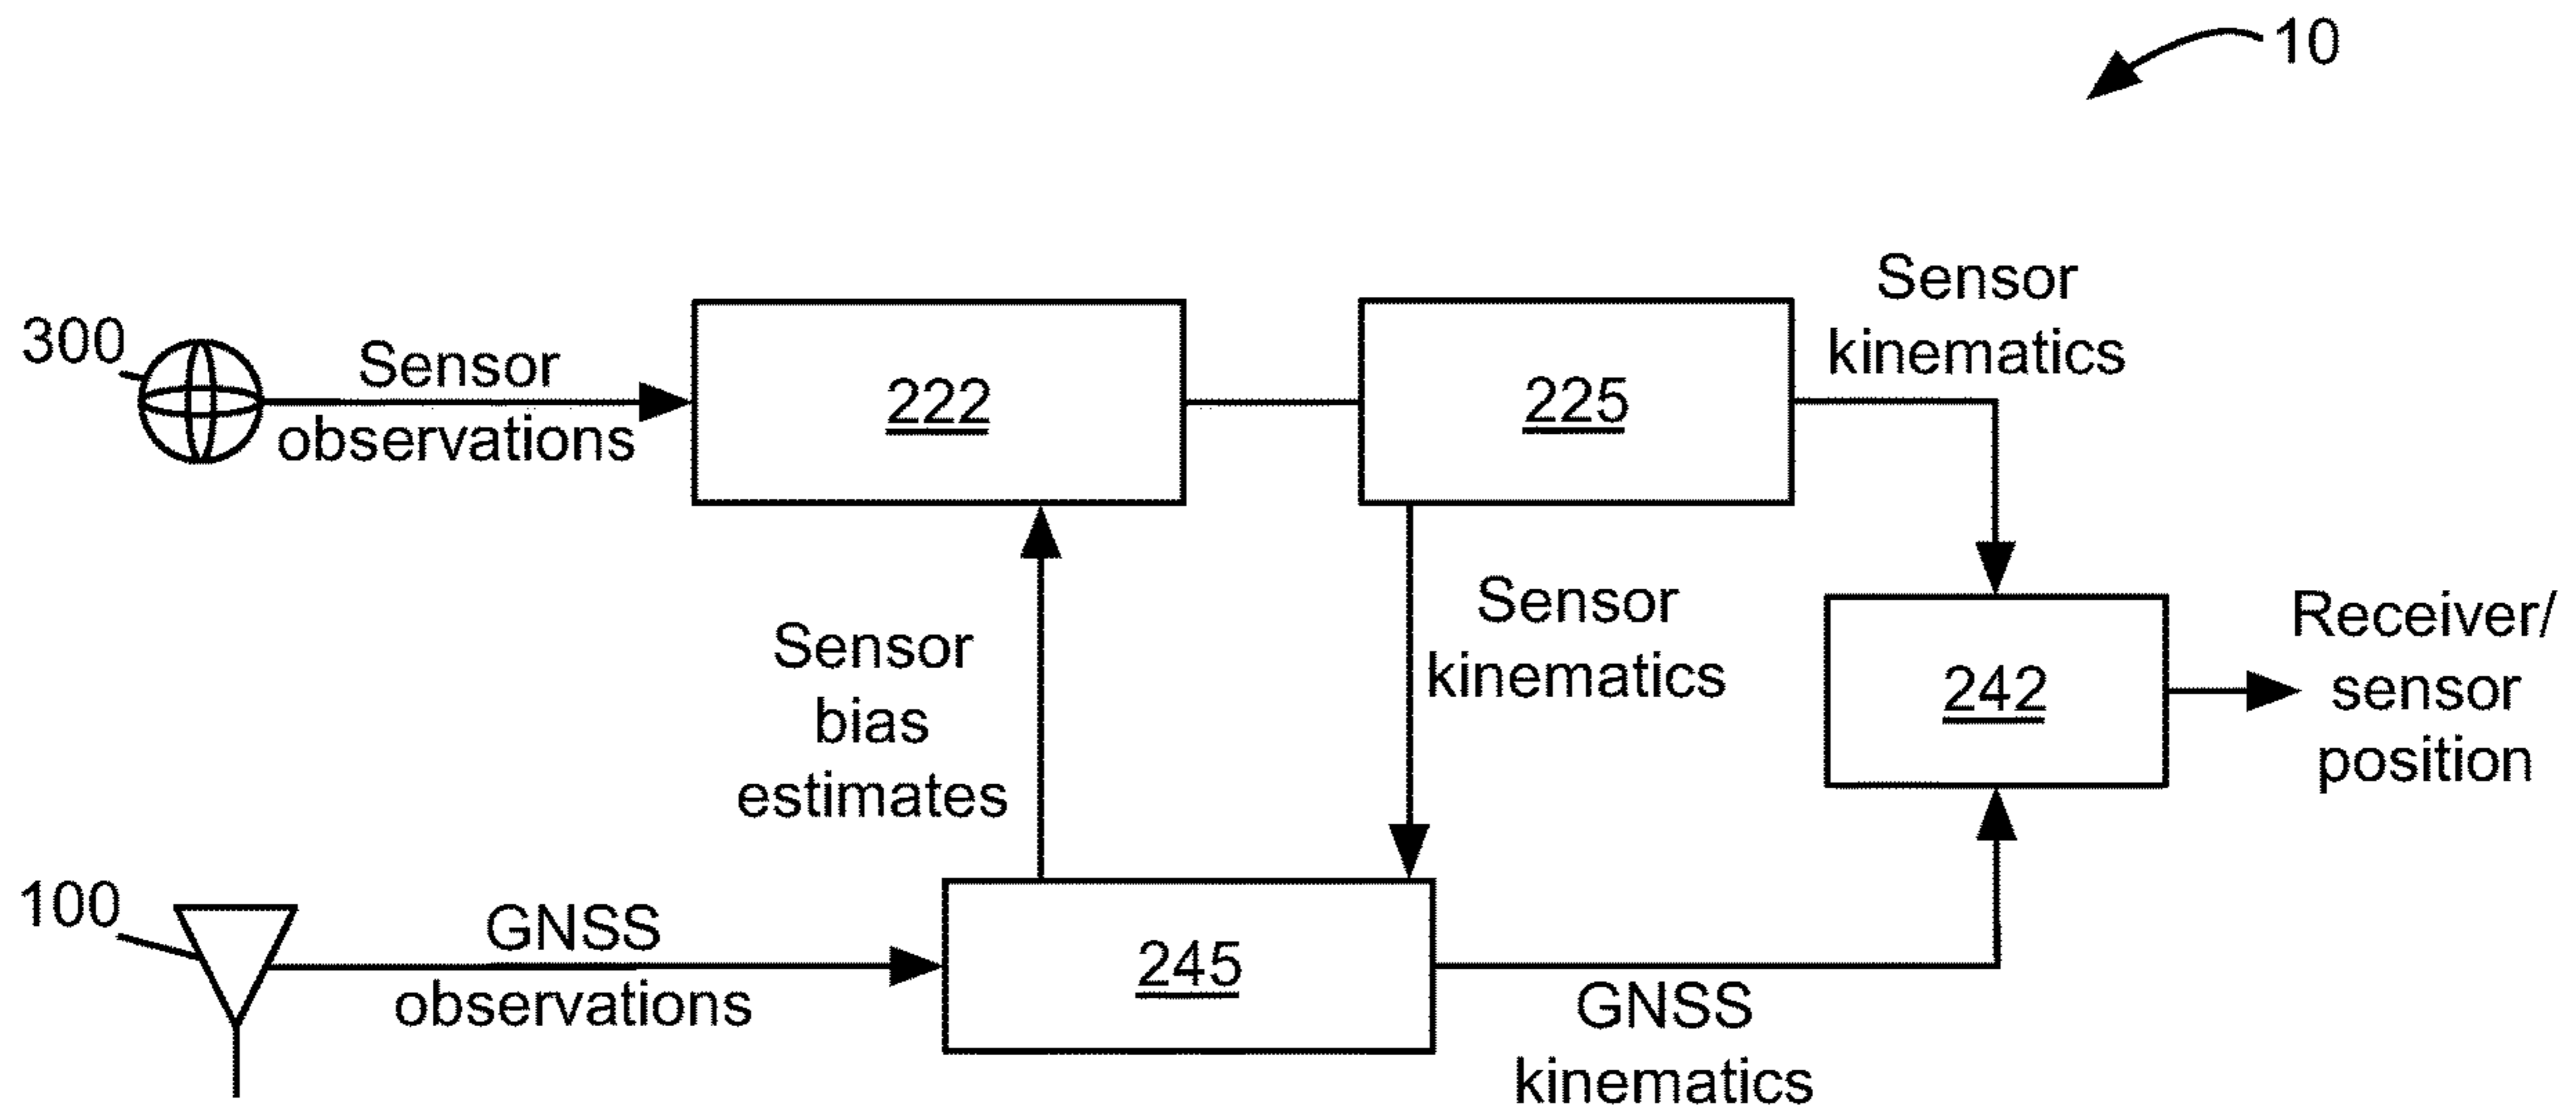 10
Sensor
kinematics
300
Sensor
observations
222
225
Sensor
bias
estimates
Sensor
kinematics
242
Receiver/
sensor
position
100
GNSS
observations
245
GNSS
kinematics